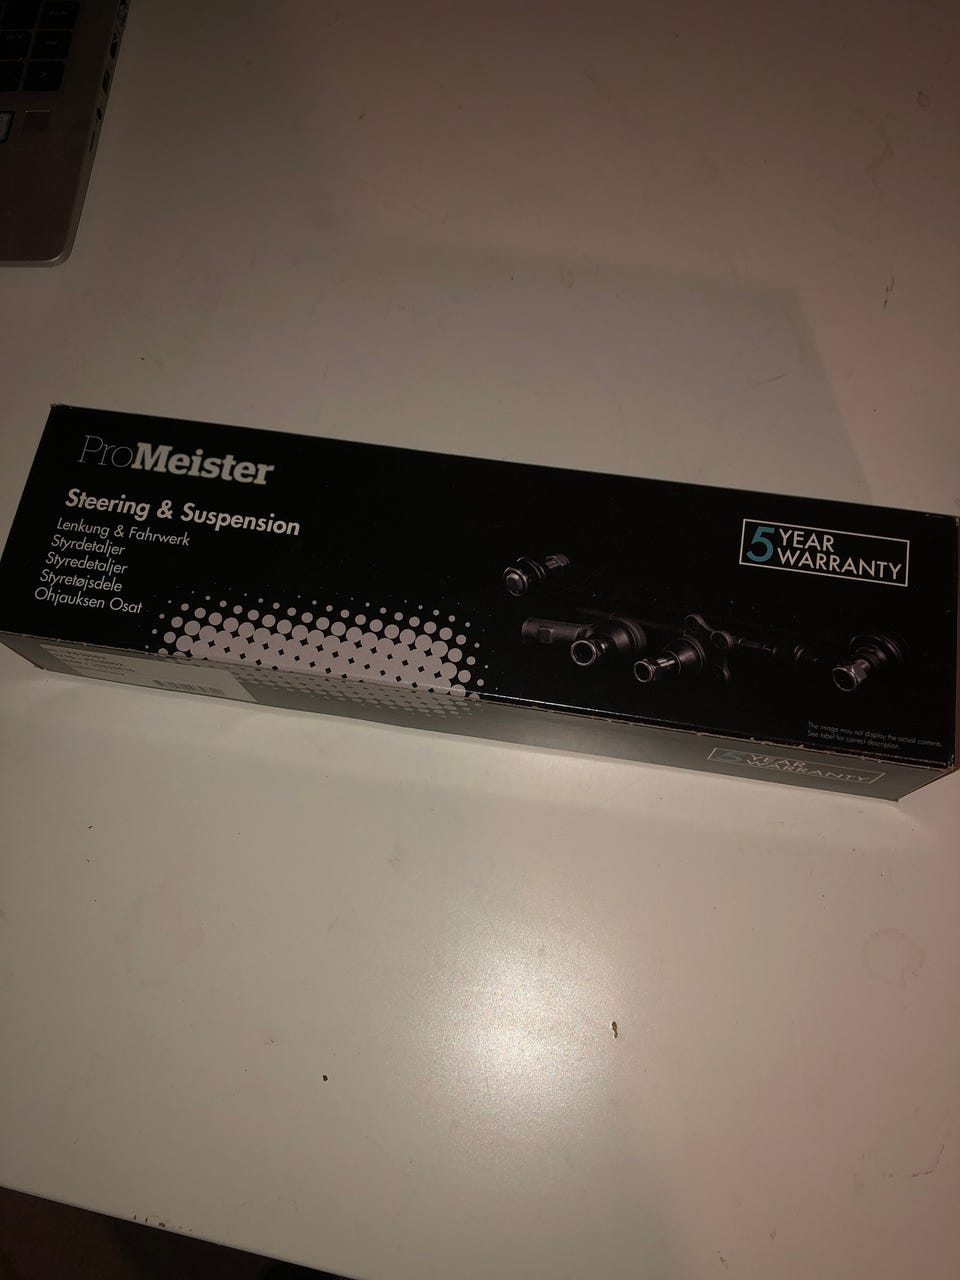 ProMeister
Steering & Suspension
Lenkung & Fahrwerk
Styrdetaljer
Styredetaljer
Styretøjsdele
Ohjauksen Osat
5 YEAR
WARRANTY
The image may not display the actual contents.
See label for correct description.
5 YEAR
WARRANTY